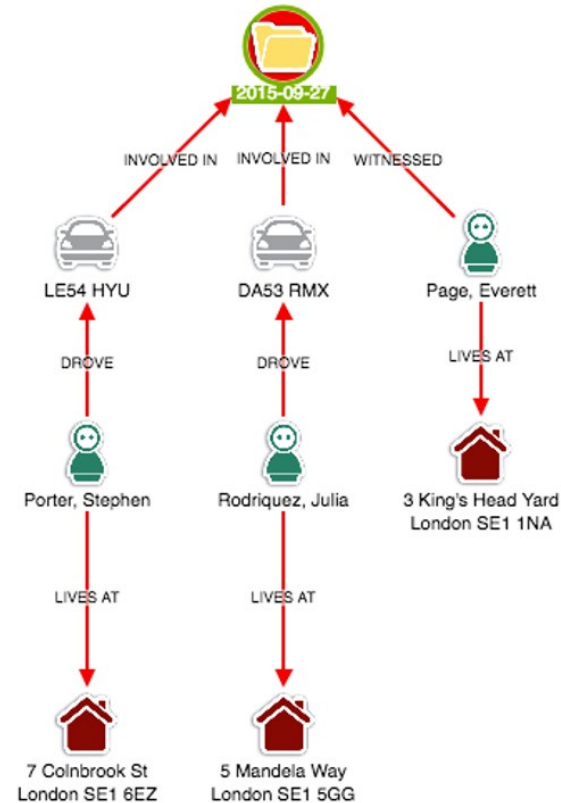 2015-09-27
INVOLVED IN
INVOLVED IN
WITNESSED
LE54 HYU
DA53 RMX
Page, Everett
DROVE
DROVE
LIVES AT
Porter, Stephen
Rodriquez, Julia
3 King's Head Yard
London SE1 1NA
LIVES AT
LIVES AT
7 Colnbrook St
London SE1 6EZ
5 Mandela Way
London SE1 5GG